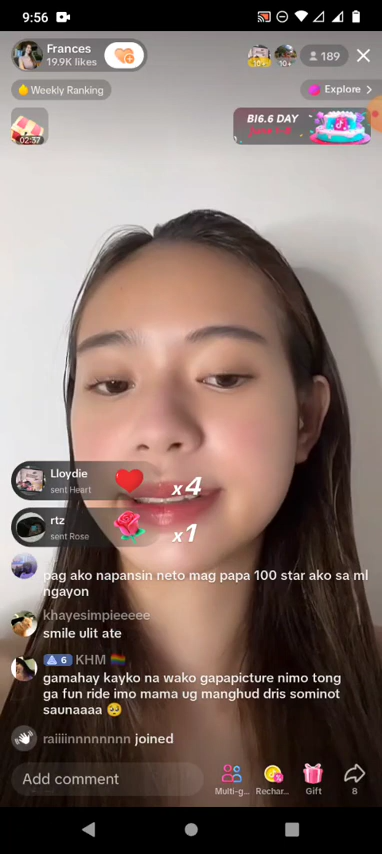 9:56
Frances
19.9K likes
10+
10+
189
Weekly Ranking
Explore
02:37
BI6.6 DAY
Lloydie
sent Heart
x4
rtz
sent Rose
x1
pag ako napansin neto mag papa 100 star ako sa ml
ngayon
khayesimpieeeee
smile ulit ate
6 KHM 🏳️‍🌈
gamahay kayko na wako gapapicture nimo tong
ga fun ride imo mama ug manghud dris sominot
saunaaaa 🥺
raiiiinnnnnnnn joined
Add comment
Multi-g...
Rechar...
Gift
8